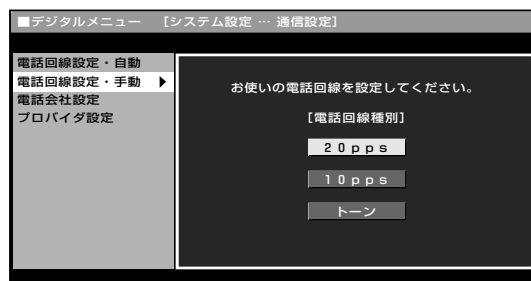 ■デジタルメニュー [システム設定 … 通信設定]
電話回線設定・自動
電話回線設定・手動 ▶
電話会社設定
プロバイダ設定
お使いの電話回線を設定してください。
[電話回線種別]
２０ｐｐｓ
１０ｐｐｓ
トーン